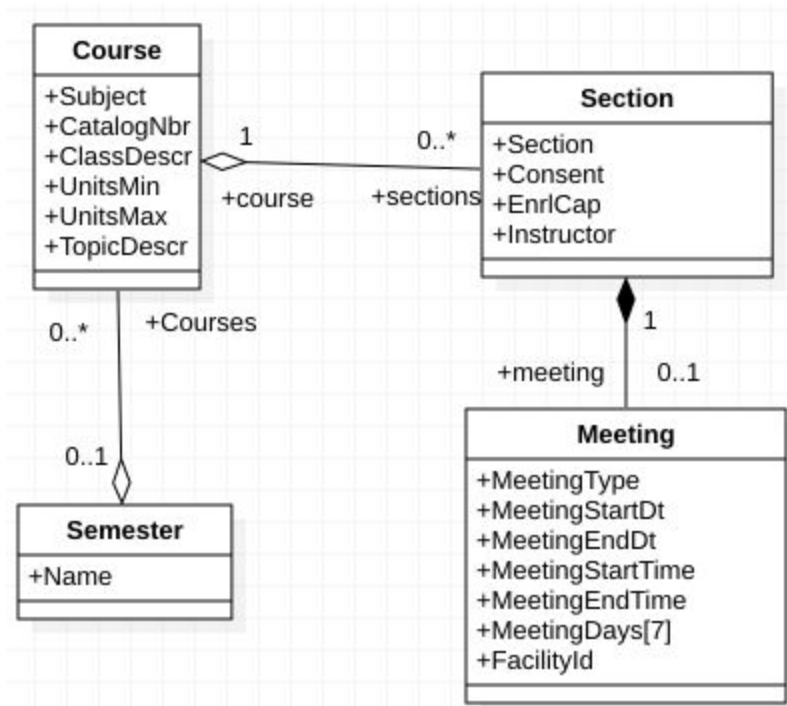 Course
+Subject
+CatalogNbr
+ClassDescr
+UnitsMin
+UnitsMax
+TopicDescr
1
0..*
+course
+sections
Section
+Section
+Consent
+EnrlCap
+Instructor
0..*
+Courses
0..1
1
+meeting
0..1
Semester
+Name
Meeting
+MeetingType
+MeetingStartDt
+MeetingEndDt
+MeetingStartTime
+MeetingEndTime
+MeetingDays[7]
+FacilityId